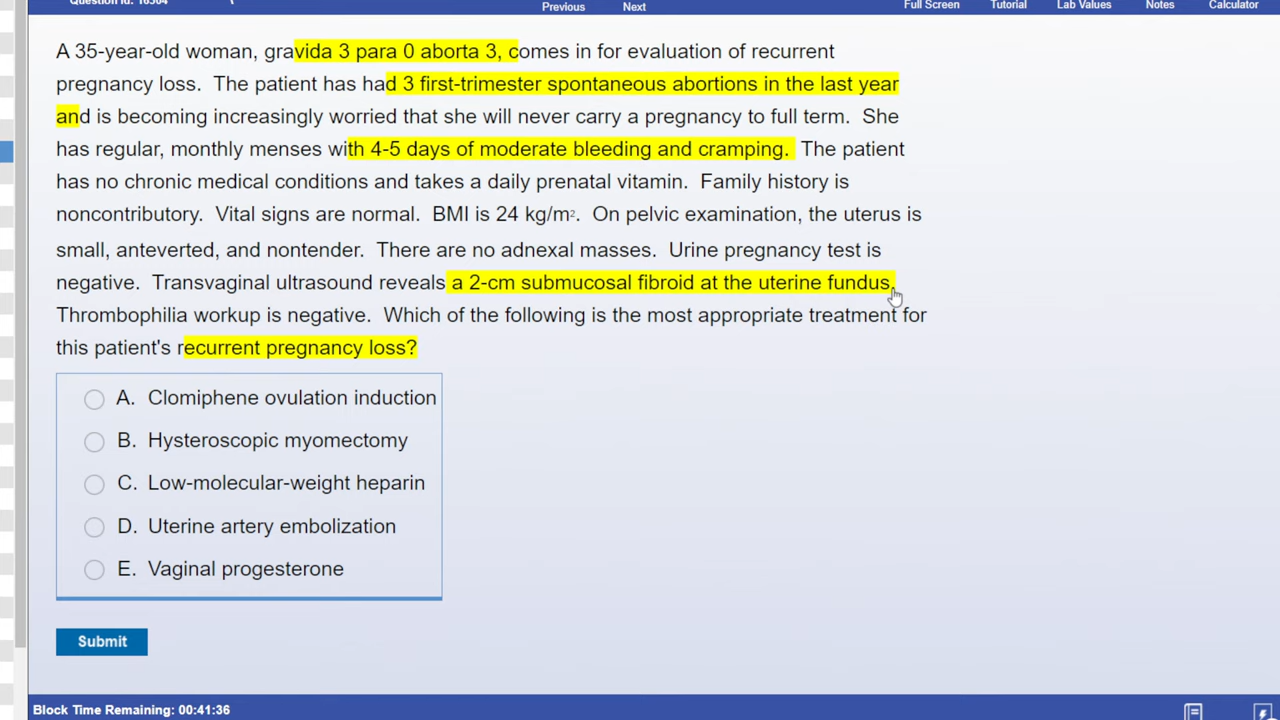 Previous Next Full Screen Tutorial Lab Values Notes Calculator
A 35-year-old woman, gravida 3 para 0 aborta 3, comes in for evaluation of recurrent
pregnancy loss. The patient has had 3 first-trimester spontaneous abortions in the last year
and is becoming increasingly worried that she will never carry a pregnancy to full term. She
has regular, monthly menses with 4-5 days of moderate bleeding and cramping. The patient
has no chronic medical conditions and takes a daily prenatal vitamin. Family history is
noncontributory. Vital signs are normal. BMI is 24 kg/m². On pelvic examination, the uterus is
small, anteverted, and nontender. There are no adnexal masses. Urine pregnancy test is
negative. Transvaginal ultrasound reveals a 2-cm submucosal fibroid at the uterine fundus.
Thrombophilia workup is negative. Which of the following is the most appropriate treatment for
this patient's recurrent pregnancy loss?
A. Clomiphene ovulation induction
B. Hysteroscopic myomectomy
C. Low-molecular-weight heparin
D. Uterine artery embolization
E. Vaginal progesterone
Submit
Block Time Remaining: 00:41:36